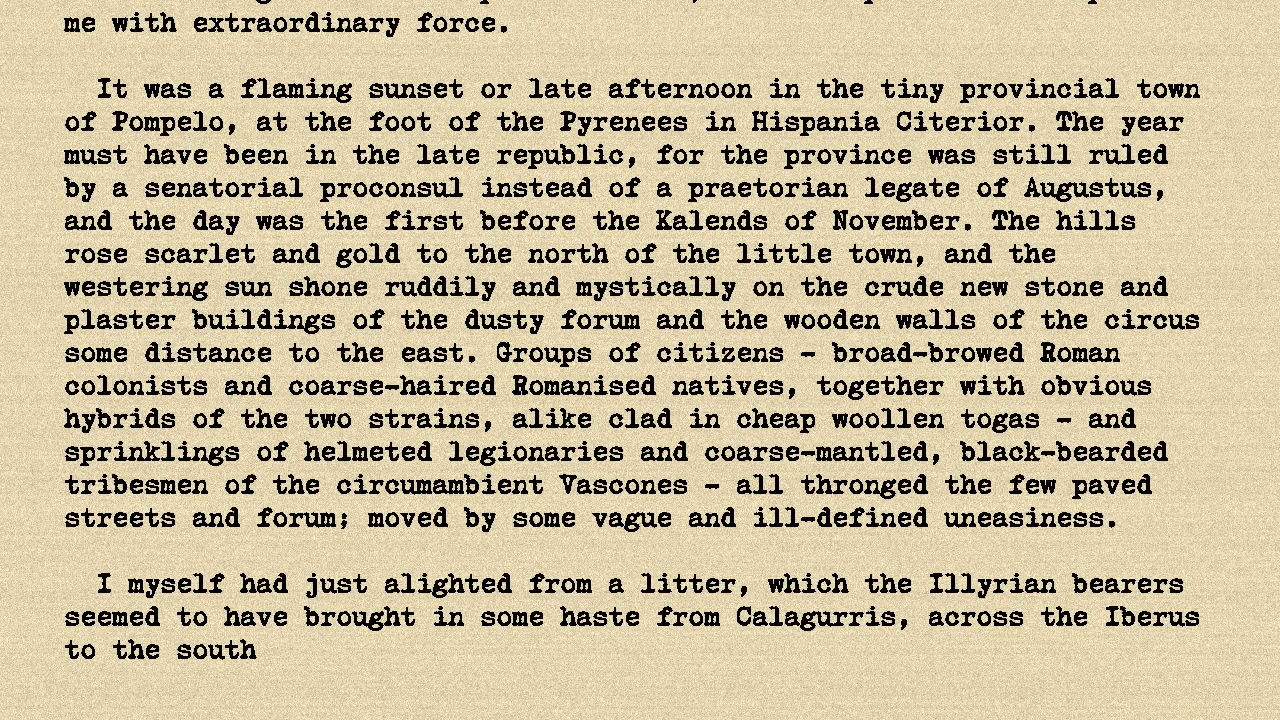 me with extraordinary force.
It was a flaming sunset or late afternoon in the tiny provincial town
of Pompelo, at the foot of the Pyrenees in Hispania Citerior. The year
must have been in the late republic, for the province was still ruled
by a senatorial proconsul instead of a praetorian legate of Augustus,
and the day was the first before the Kalends of November. The hills
rose scarlet and gold to the north of the little town, and the
westering sun shone ruddily and mystically on the crude new stone and
plaster buildings of the dusty forum and the wooden walls of the circus
some distance to the east. Groups of citizens - broad-browed Roman
colonists and coarse-haired Romanised natives, together with obvious
hybrids of the two strains, alike clad in cheap woollen togas - and
sprinklings of helmeted legionaries and coarse-mantled, black-bearded
tribesmen of the circumambient Vascones - all thronged the few paved
streets and forum; moved by some vague and ill-defined uneasiness.
I myself had just alighted from a litter, which the Illyrian bearers
seemed to have brought in some haste from Calagurris, across the Iberus
to the south